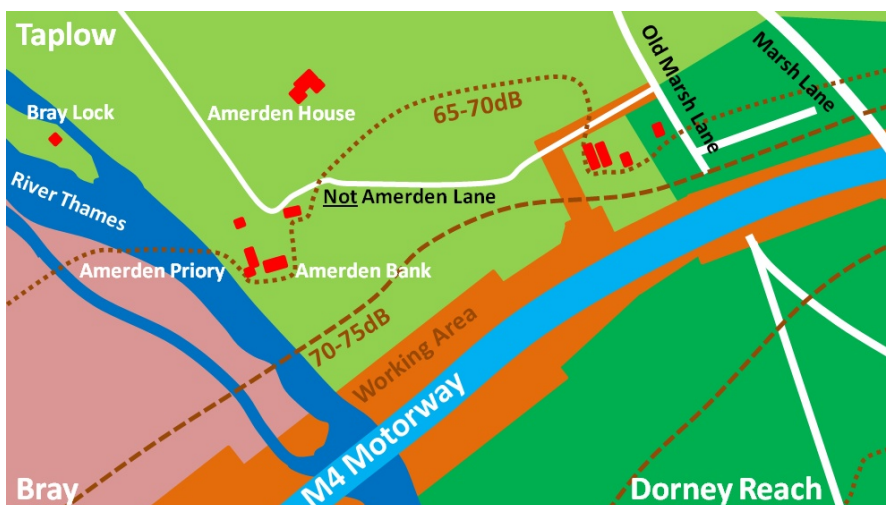 Taplow
Bray Lock
Amerden House
65-70dB
Old Marsh Lane
Marsh Lane
River Thames
Not Amerden Lane
Amerden Priory
Amerden Bank
70-75dB
Working Area
M4 Motorway
Bray
Dorney Reach